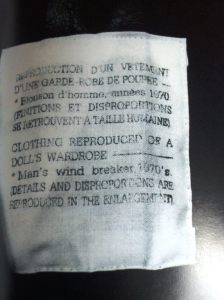 REPRODUCTION D'UN VETEMENT
D'UNE GARDE-ROBE DE POUPEE
* Blouson d'homme, années 1970
(FINITIONS ET DISPROPORTIONS
SE RETROUVENT A TAILLE HUMAINE)
CLOTHING REPRODUCED OF A
DOLL'S WARDROBE
* Man's wind breaker 1970's
(DETAILS AND DISPROPORTIONS ARE
REPRODUCED IN THE ENLARGEMENT)